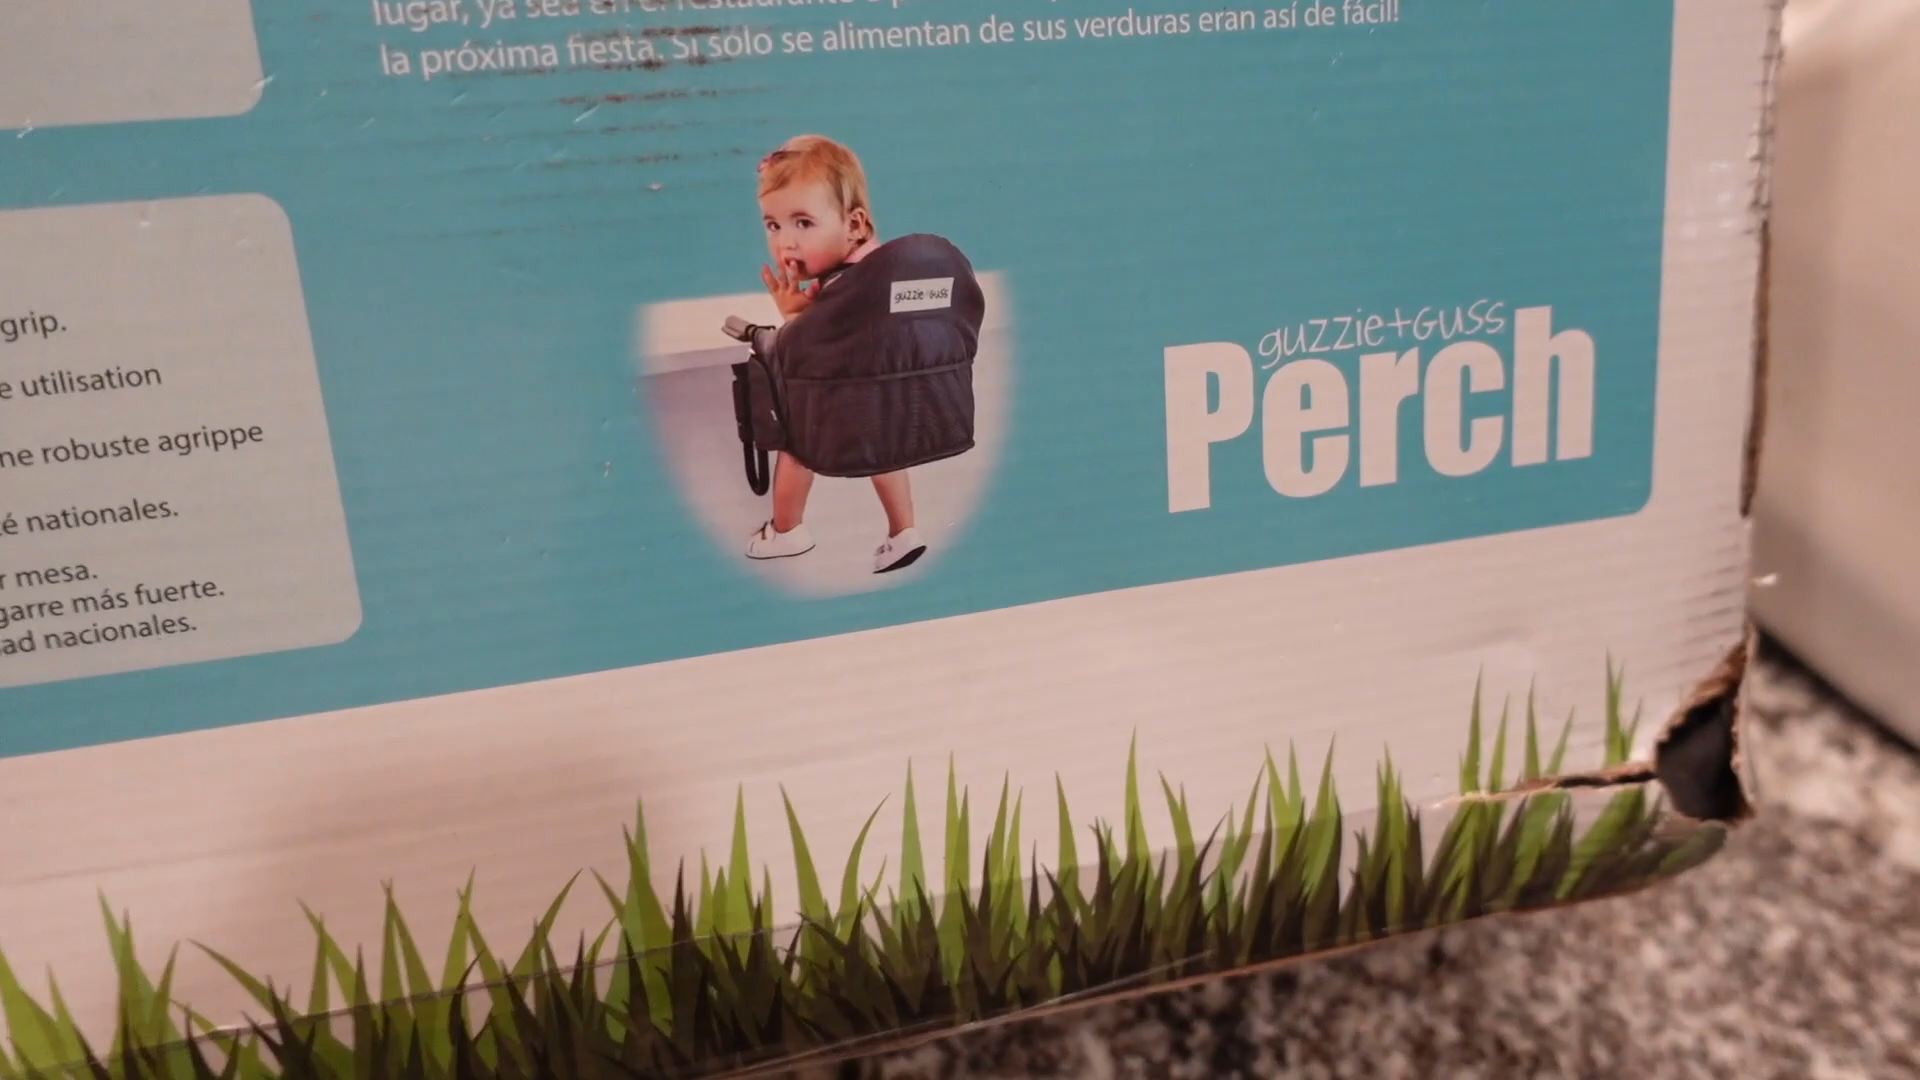 lugar, ya sea en el restaurante o
la próxima fiesta. Si solo se alimentan de sus verduras eran así de fácil!
grip.
e utilisation
ne robuste agrippe
é nationales.
r mesa.
garre más fuerte.
ad nacionales.
guzzie+Guss
guzzie+Guss
Perch